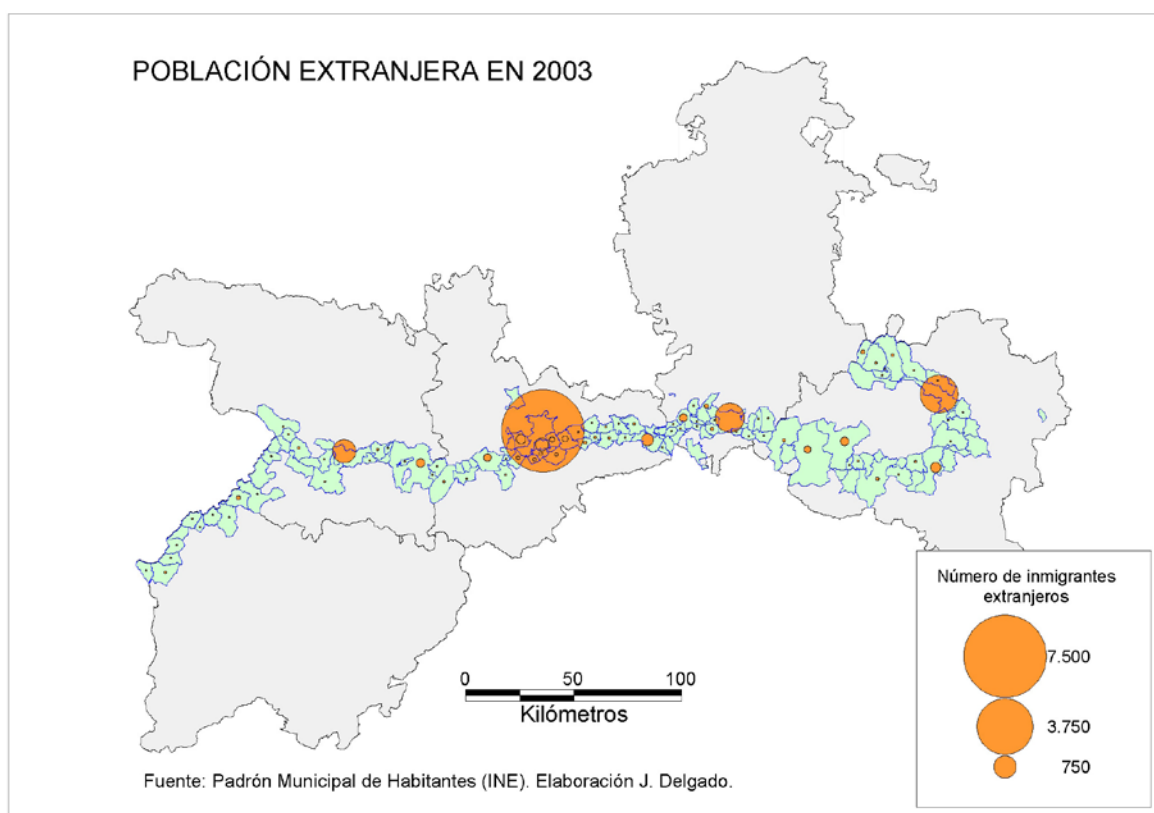 POBLACIÓN EXTRANJERA EN 2003
Número de inmigrantes
extranjeros
7.500
3.750
750
0 50 100
Kilómetros
Fuente: Padrón Municipal de Habitantes (INE). Elaboración J. Delgado.